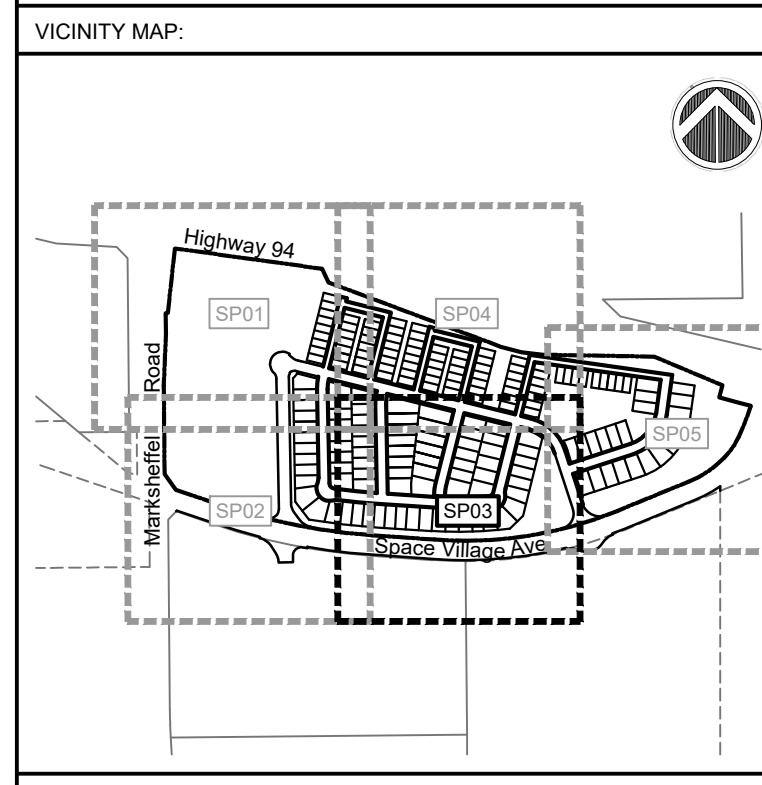 VICINITY MAP:
Highway 94
SP01
SP04
Marksheffel Road
SP05
SP02
SP03
Space Village Ave